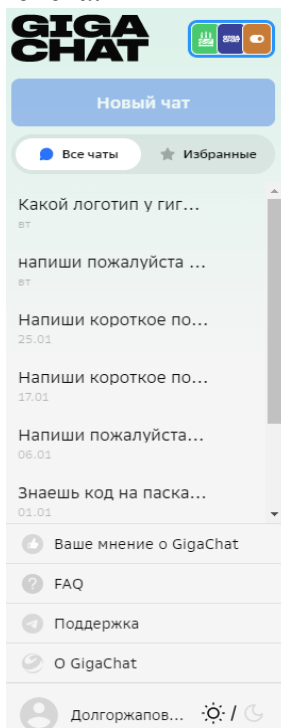 GIGA
CHAT
Новый чат
Все чаты
Избранные
Какой логотип у гиг...
вт
напиши пожалуйста ...
вт
Напиши короткое по...
25.01
Напиши короткое по...
17.01
Напиши пожалуйста...
06.01
Знаешь код на паска...
01.01
Ваше мнение о GigaChat
FAQ
Поддержка
О GigaChat
Долгоржапов...
/